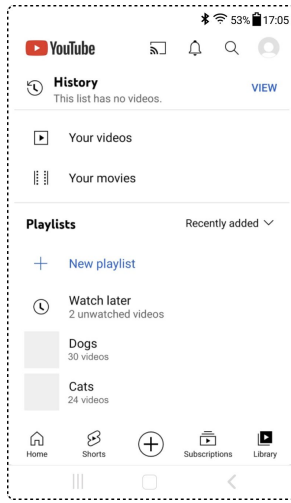 53% 17:05
YouTube
History
This list has no videos.
VIEW
Your videos
Your movies
Playlists
Recently added
New playlist
Watch later
2 unwatched videos
Dogs
30 videos
Cats
24 videos
Home
Shorts
Subscriptions
Library